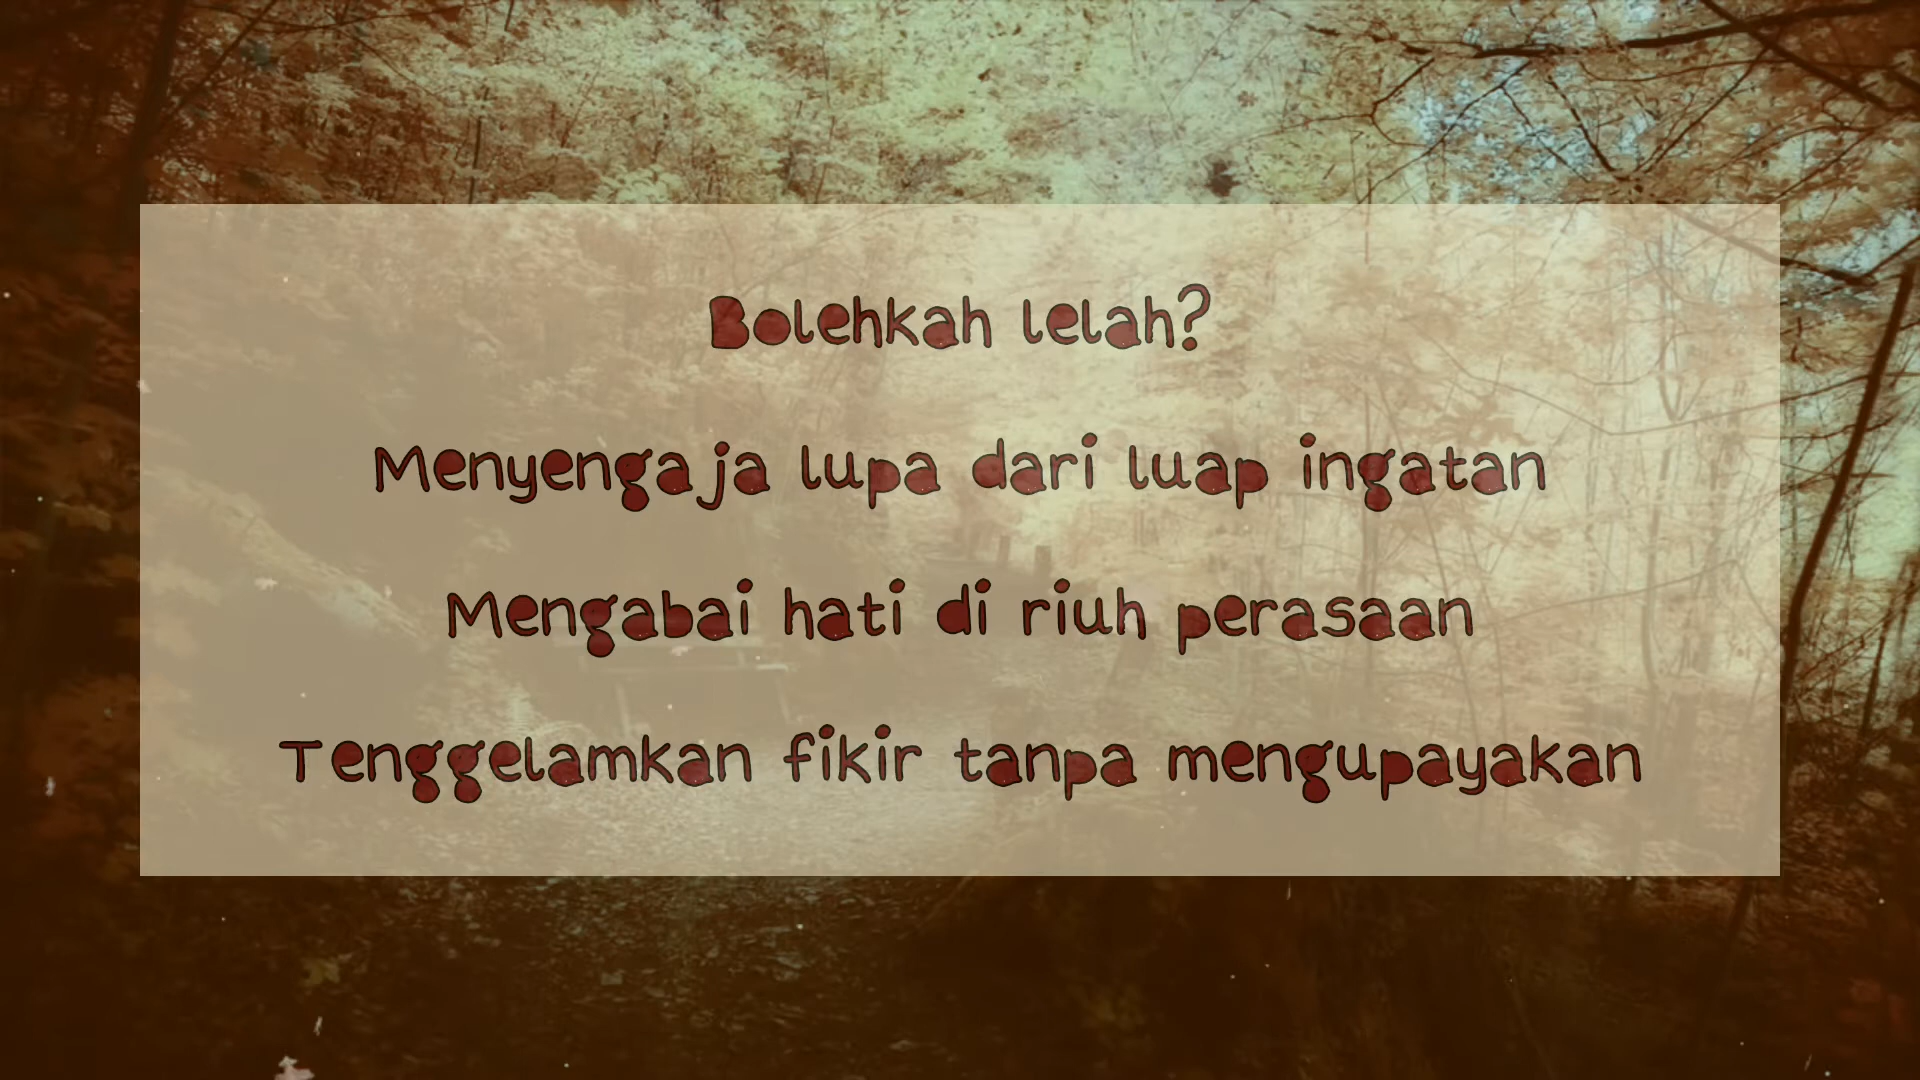 Bolehkah lelah?
Menyengaja lupa dari luap ingatan
Mengabai hati di riuh perasaan
Tenggelamkan fikir tanpa mengupayakan